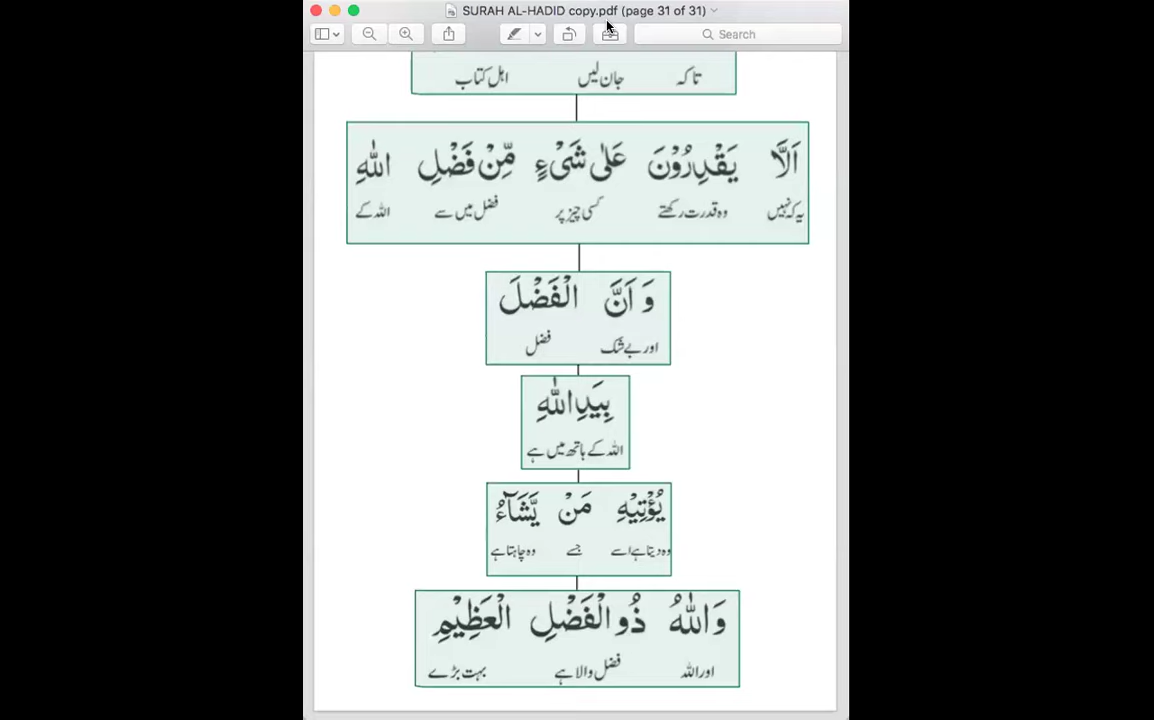 SURAH AL-HADID copy.pdf (page 31 of 31)
Search
تا کہ جان لیں اہل کتاب
اَلَّا یَقْدِرُوْنَ عَلٰی شَیْءٍ مِّنْ فَضْلِ اللّٰهِ
یہ کہ نہیں وہ قدرت رکھتے کسی چیز پر فضل میں سے اللہ کے
وَ اَنَّ الْفَضْلَ
اور بے شک فضل
بِیَدِ اللّٰهِ
اللہ کے ہاتھ میں ہے
یُؤْتِیْهِ مَنْ یَّشَآءُ
وہ دیتا ہے اسے جسے وہ چاہتا ہے
وَاللّٰهُ ذُو الْفَضْلِ الْعَظِیْمِ
اور اللہ فضل والا ہے بہت بڑے